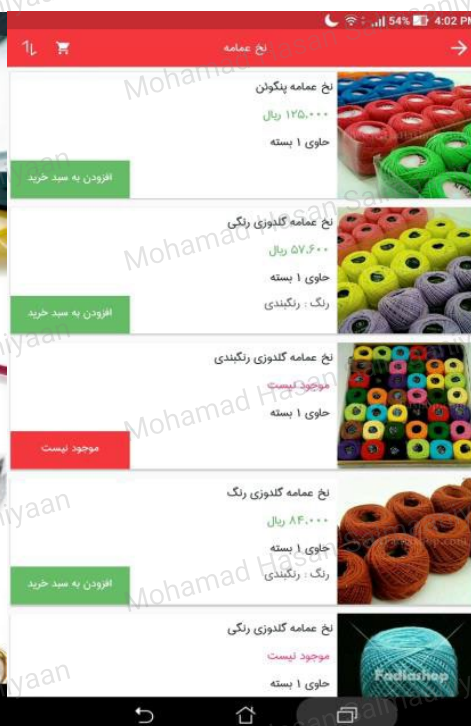 54% 4:02 PM
نخ عمامه
نخ عمامه پنگوئن
۱۲۵,۰۰۰ ریال
حاوی ۱ بسته
افزودن به سبد خرید
نخ عمامه گلدوزی رنگی
۵۷,۶۰۰ ریال
حاوی ۱ بسته
رنگ : رنگبندی
افزودن به سبد خرید
نخ عمامه گلدوزی رنگبندی
موجود نیست
حاوی ۱ بسته
موجود نیست
نخ عمامه گلدوزی رنگ
۸۴,۰۰۰ ریال
حاوی ۱ بسته
رنگ : رنگبندی
افزودن به سبد خرید
نخ عمامه گلدوزی رنگی
موجود نیست
حاوی ۱ بسته
Fadiashop
Mohamad Hasan